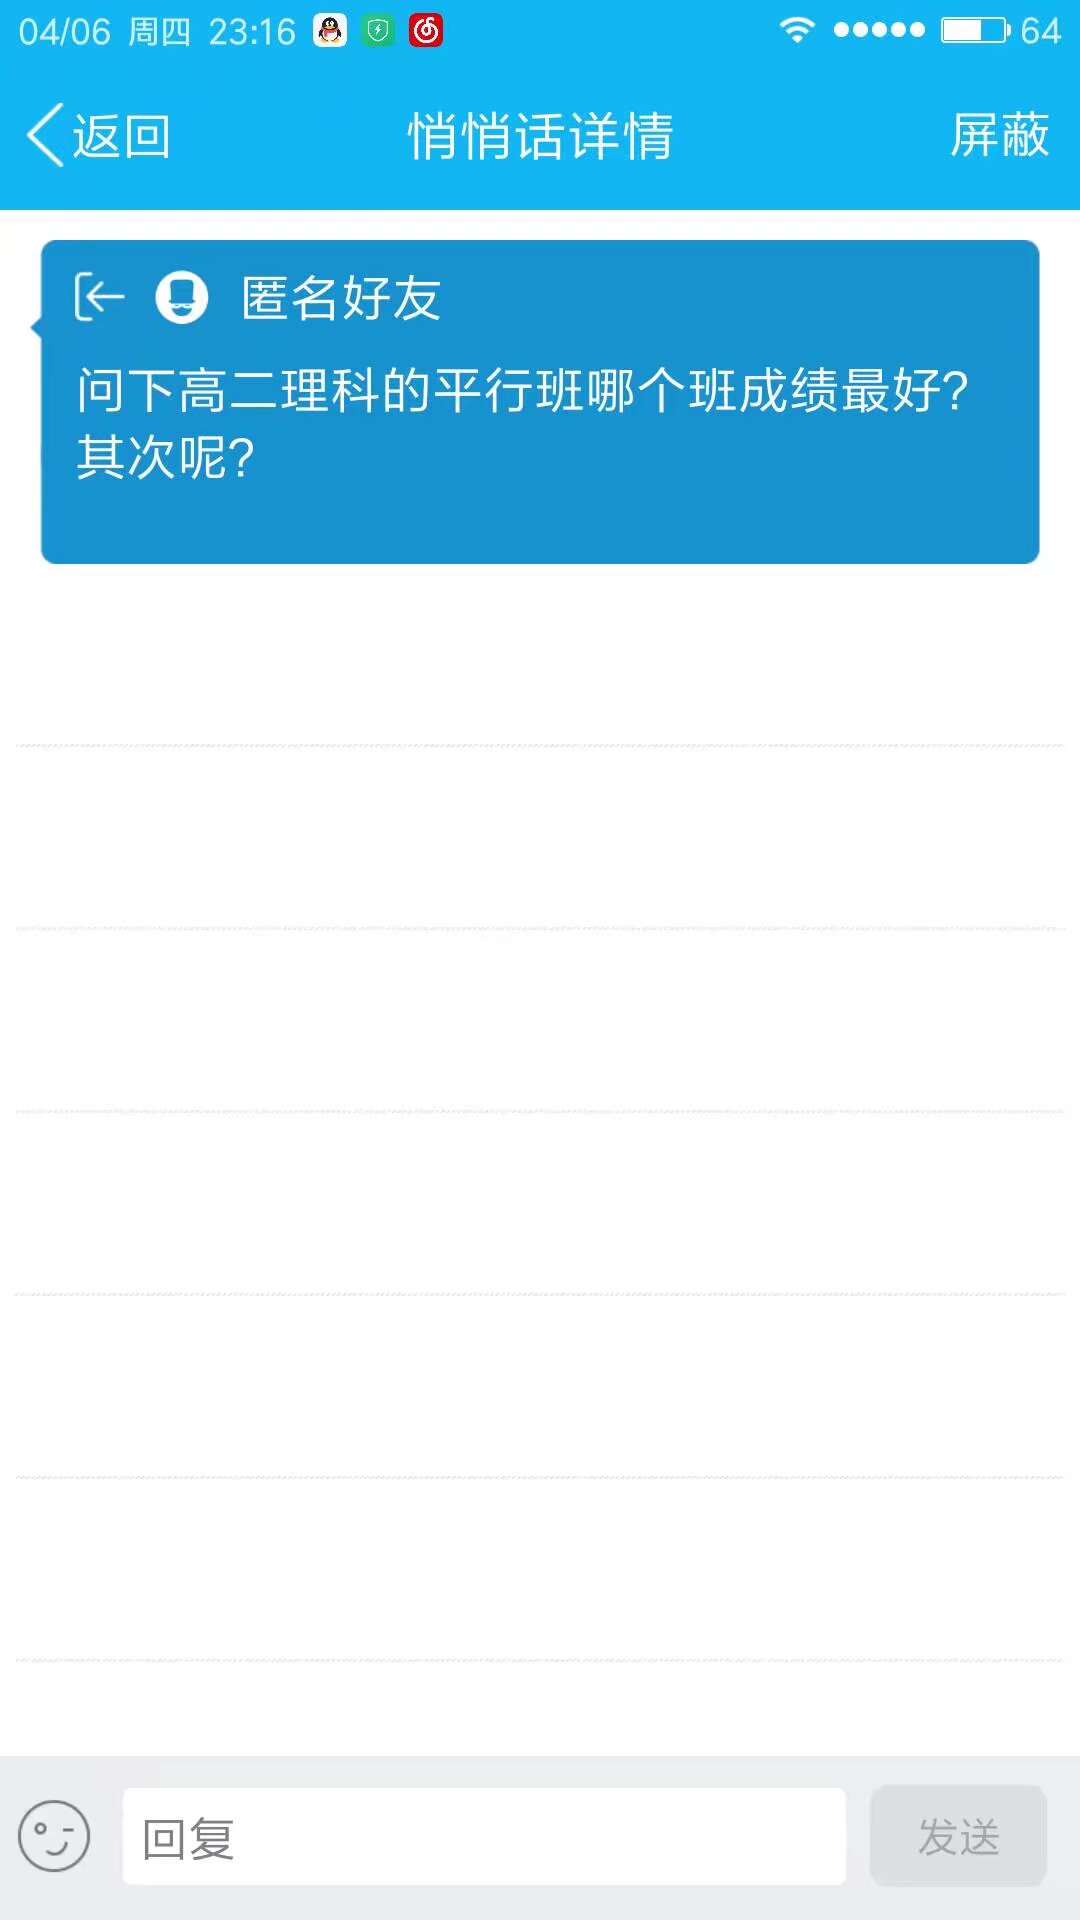 04/06 周四 23:16 64
返回 悄悄话详情 屏蔽
匿名好友
问下高二理科的平行班哪个班成绩最好?
其次呢?
回复 发送